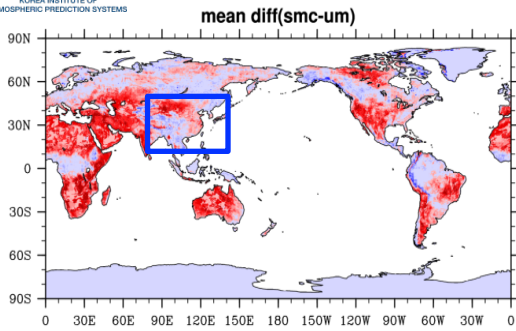 KOREA INSTITUTE OF
MOSPHERIC PREDICTION SYSTEMS
mean diff(smc-um)
90N
60N
30N
0
30S
60S
90S
0 30E 60E 90E 120E 150E 180 150W 120W 90W 60W 30W 0